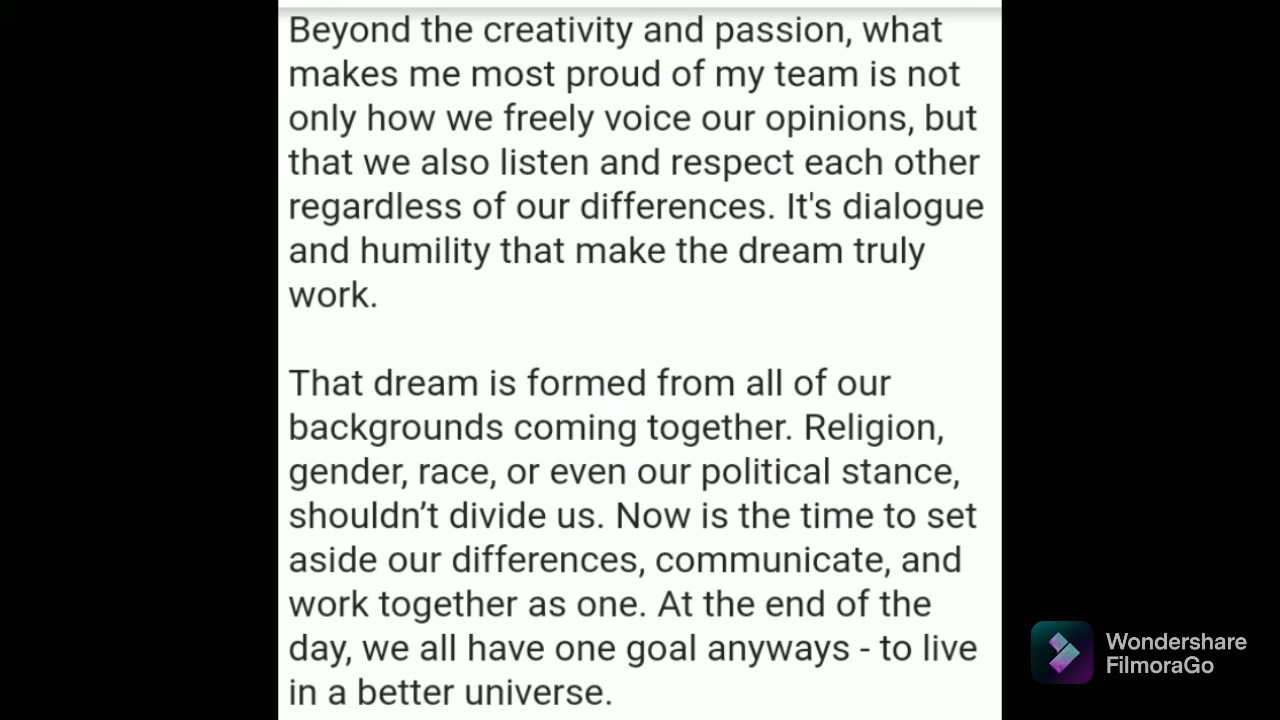 Beyond the creativity and passion, what
makes me most proud of my team is not
only how we freely voice our opinions, but
that we also listen and respect each other
regardless of our differences. It's dialogue
and humility that make the dream truly
work.
That dream is formed from all of our
backgrounds coming together. Religion,
gender, race, or even our political stance,
shouldn’t divide us. Now is the time to set
aside our differences, communicate, and
work together as one. At the end of the
day, we all have one goal anyways - to live
in a better universe.
Wondershare
FilmoraGo